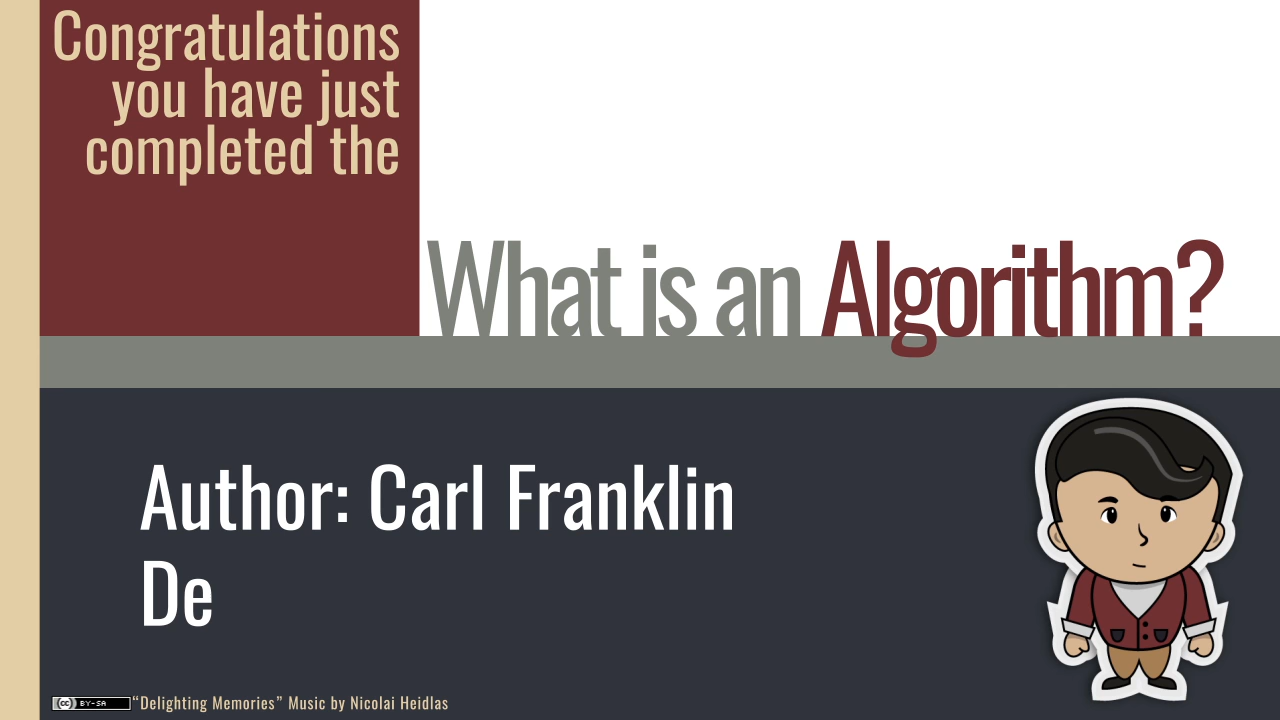 Congratulations
you have just
completed the
What is an Algorithm?
Author: Carl Franklin
De
CC BY-SA “Delighting Memories” Music by Nicolai Heidlas